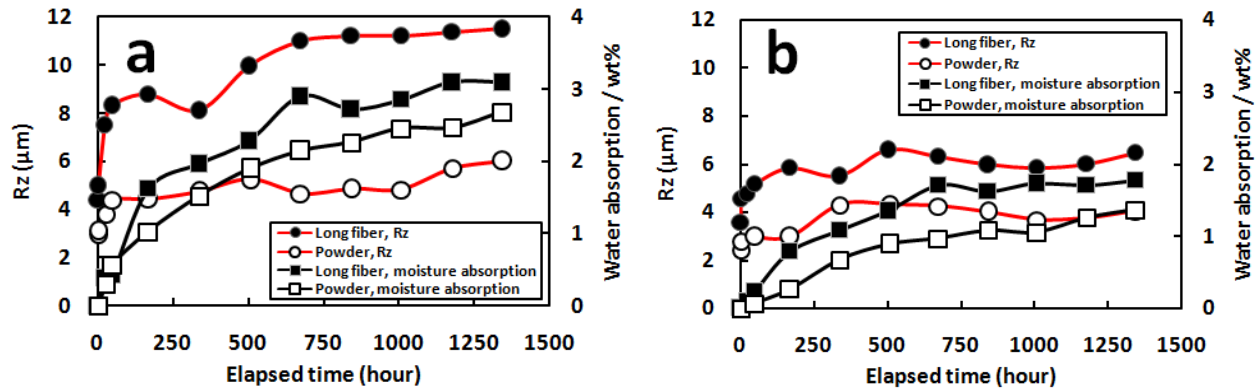 a
12
10
8
6
4
2
0
Rz (µm)
4
3
2
1
0
Water absorption / wt%
Long fiber, Rz
Powder, Rz
Long fiber, moisture absorption
Powder, moisture absorption
0 250 500 750 1000 1250 1500
Elapsed time (hour)
b
12
10
8
6
4
2
0
Rz (µm)
4
3
2
1
0
Water absorption / wt%
Long fiber, Rz
Powder, Rz
Long fiber, moisture absorption
Powder, moisture absorption
0 250 500 750 1000 1250 1500
Elapsed time (hour)